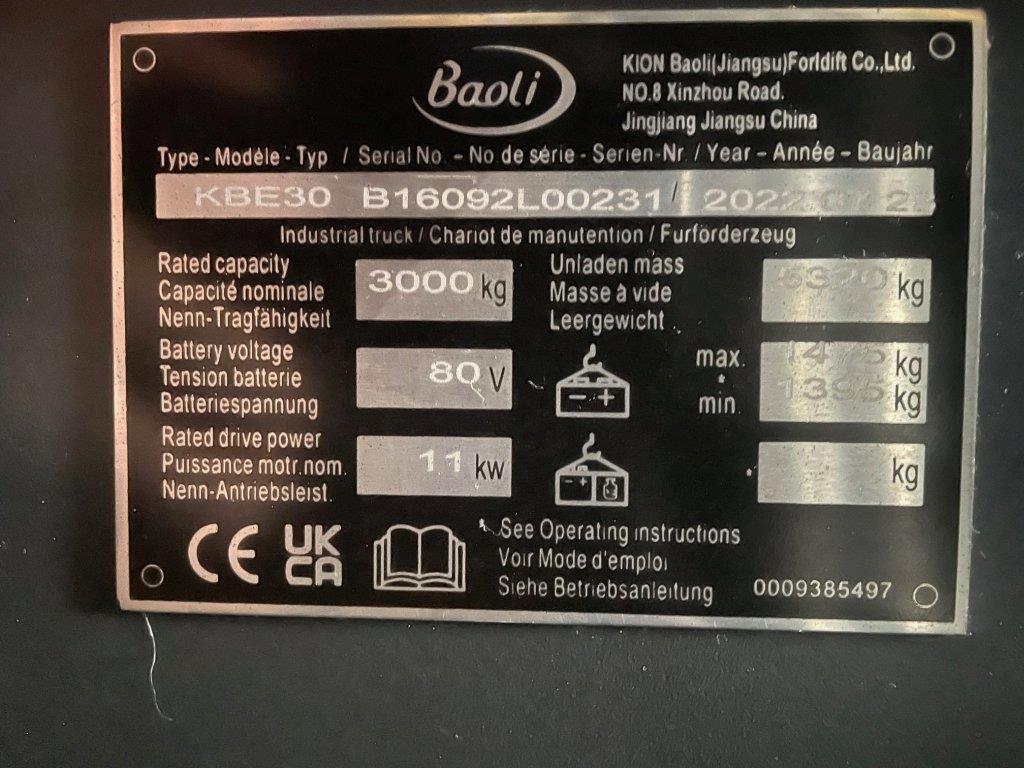 Baoli
KION Baoli(Jiangsu)Forldift Co.,Ltd.
NO.8 Xinzhou Road.
Jingjiang Jiangsu China
Type - Modèle - Typ / Serial No. - No de série - Serien-Nr. / Year - Année - Baujahr
KBE30 B16092L00231 /
Industrial truck / Chariot de manutention / Furförderzeug
Rated capacity
Capacité nominale
Nenn-Tragfähigkeit
3000 kg
Unladen mass
Masse à vide
Leergewicht
kg
Battery voltage
Tension batterie
Batteriespannung
80 V
- +
max. 1475 kg
*
min. 1395 kg
Rated drive power
Puissance motr.nom.
Nenn-Antriebsleist.
11 kw
- +
* kg
CE UK
CA
* See Operating instructions
Voir Mode d'emploi
Siehe Betriebsanleitung
0009385497